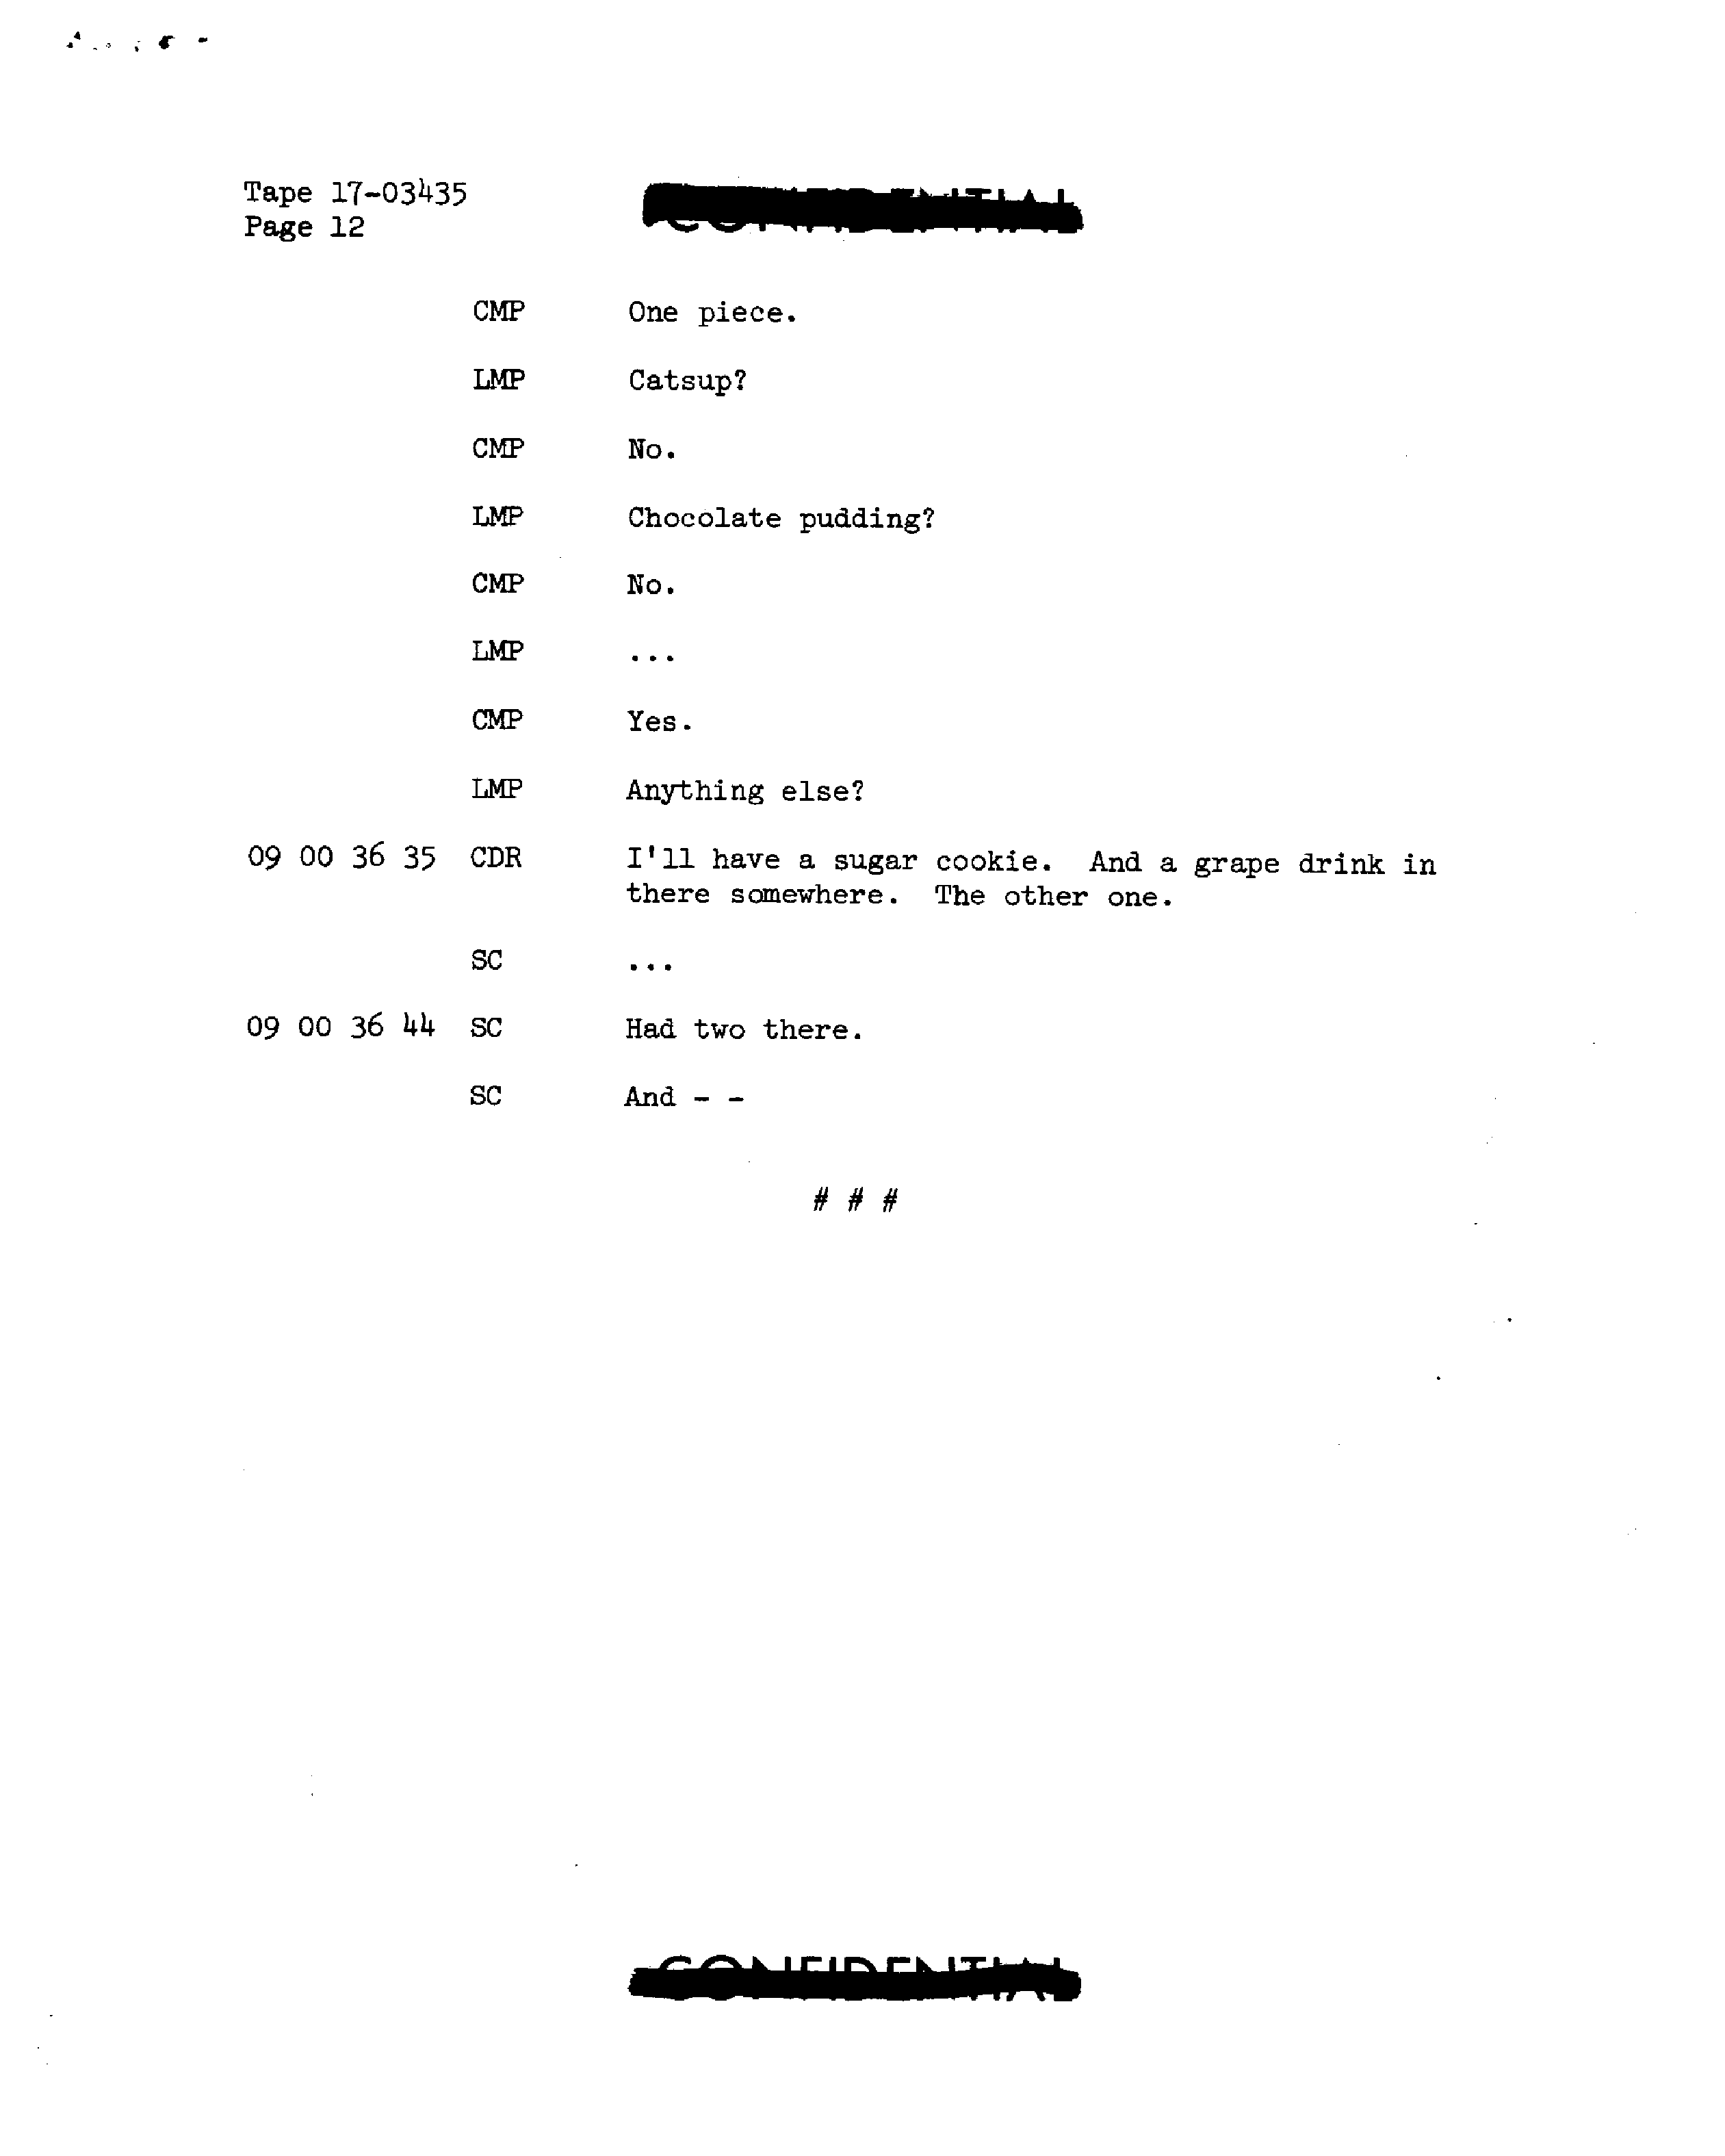 Tape 17-03435
Page 12
CONFIDENTIAL
CMP One piece.
LMP Catsup?
CMP No.
LMP Chocolate pudding?
CMP No.
LMP ...
CMP Yes.
LMP Anything else?
09 00 36 35 CDR I'll have a sugar cookie. And a grape drink in
there somewhere. The other one.
SC ...
09 00 36 44 SC Had two there.
SC And - -
# # #
CONFIDENTIAL